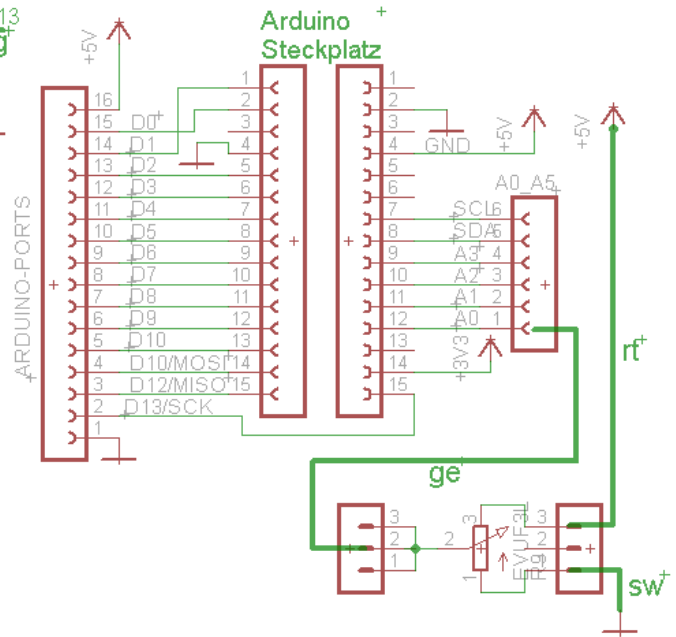 13
g
Arduino
Steckplatz
+5V
ARDUINO-PORTS
16
15 D0
14 D1
13 D2
12 D3
11 D4
10 D5
9 D6
8 D7
7 D8
6 D9
5 D10
4 D10/MOSI
3 D12/MISO
2 D13/SCK
1
1
2
3
4
5
6
7
8
9
10
11
12
13
14
15
1
2
3
4
5
6
7
8
9
10
11
12
13
14
15
GND
+5V
+5V
A0_A5
SCL 6
SDA 5
A3 4
A2 3
A1 2
A0 1
+3V3
rt
ge
3
2
1
2
3
1
EVUF3L
3
2
1
sw